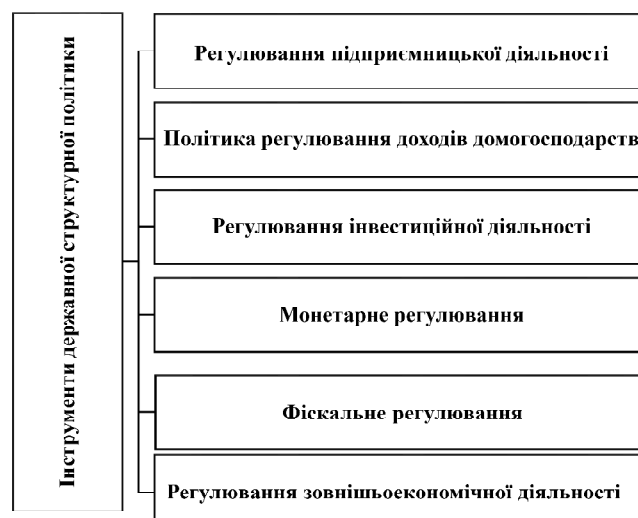 Інструменти державної структурної політики
Регулювання підприємницької діяльності
Політика регулювання доходів домогосподарств
Регулювання інвестиційної діяльності
Монетарне регулювання
Фіскальне регулювання
Регулювання зовнішьоекономічної діяльності